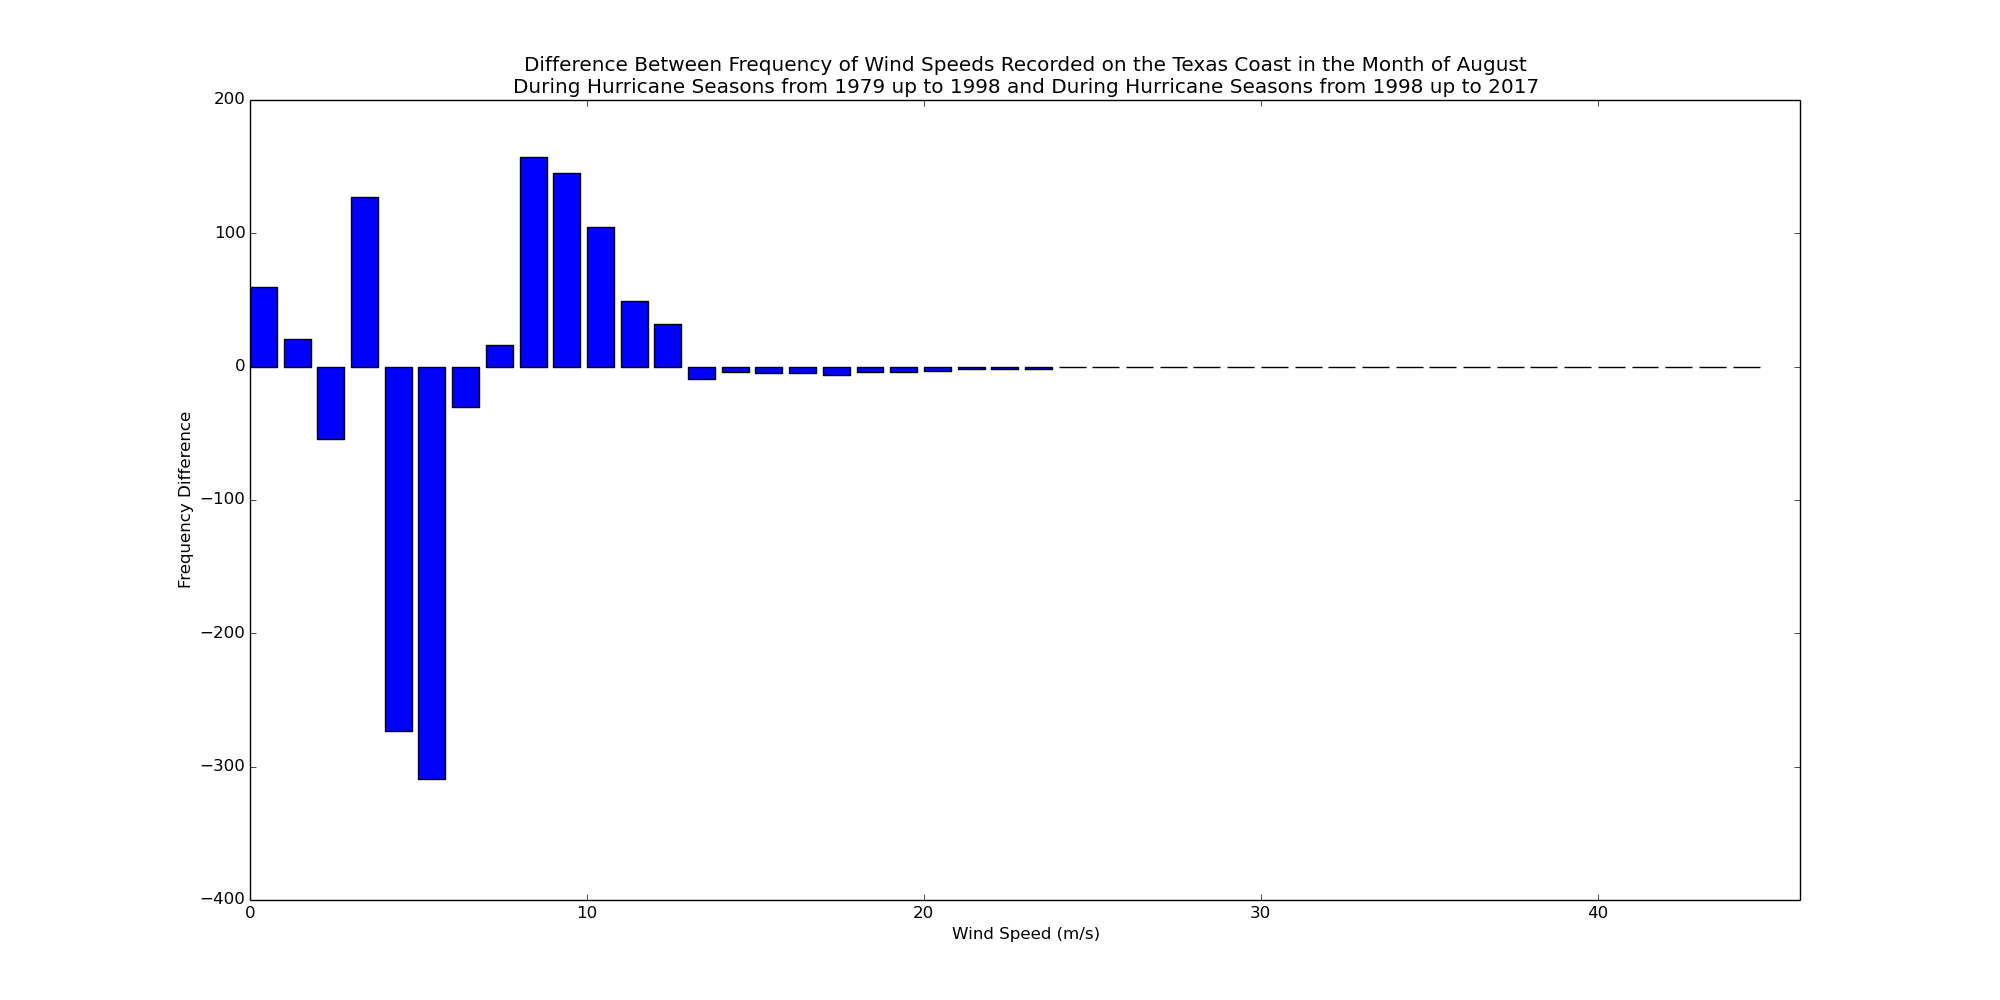 Difference Between Frequency of Wind Speeds Recorded on the Texas Coast in the Month of August
During Hurricane Seasons from 1979 up to 1998 and During Hurricane Seasons from 1998 up to 2017
200
100
0
−100
−200
−300
−400
Frequency Difference
0 10 20 30 40
Wind Speed (m/s)